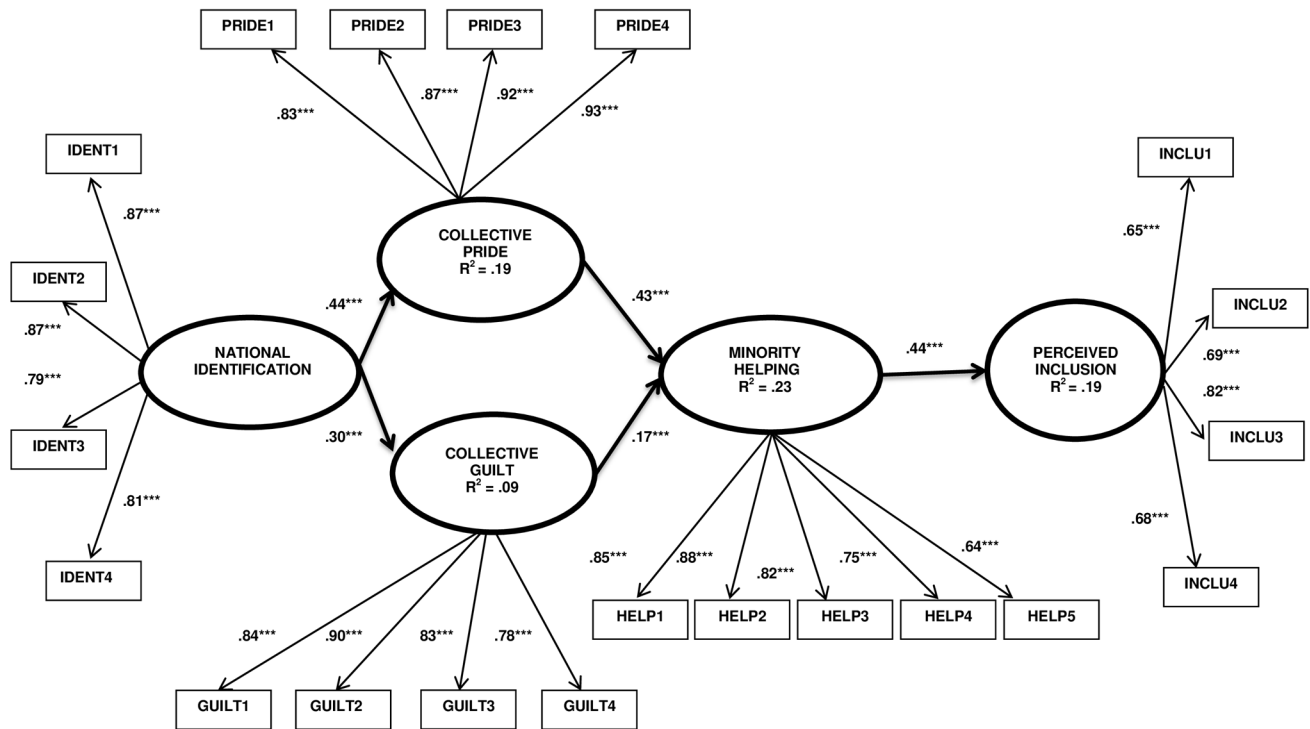 PRIDE1
PRIDE2
PRIDE3
PRIDE4
.83***
.87***
.92***
.93***
IDENT1
IDENT2
IDENT3
IDENT4
.87***
.87***
.79***
.81***
NATIONAL
IDENTIFICATION
.44***
.30***
COLLECTIVE
PRIDE
R² = .19
COLLECTIVE
GUILT
R² = .09
.43***
.17***
MINORITY
HELPING
R² = .23
.44***
PERCEIVED
INCLUSION
R² = .19
INCLU1
INCLU2
INCLU3
INCLU4
.65***
.69***
.82***
.68***
.85***
.88***
.82***
.75***
.64***
HELP1
HELP2
HELP3
HELP4
HELP5
.84***
.90***
83***
.78***
GUILT1
GUILT2
GUILT3
GUILT4